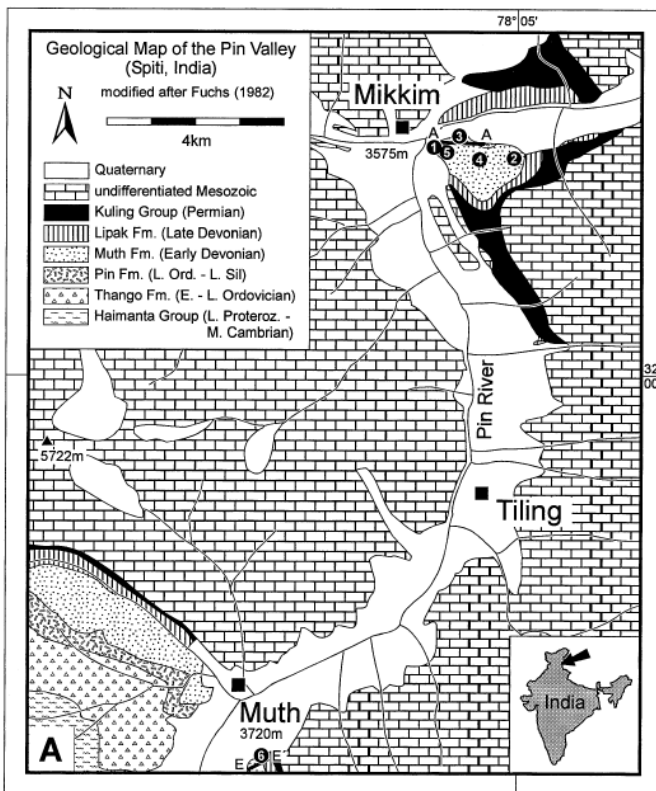 78° 05'
Geological Map of the Pin Valley
(Spiti, India)
N
modified after Fuchs (1982)
4km
Quaternary
undifferentiated Mesozoic
Kuling Group (Permian)
Lipak Fm. (Late Devonian)
Muth Fm. (Early Devonian)
Pin Fm. (L. Ord. - L. Sil)
Thango Fm. (E. - L. Ordovician)
Haimanta Group (L. Proteroz. -
M. Cambrian)
Mikkim
3575m
A 3 A
1 5 4 2
32
00
Pin River
5722m
Tiling
Muth
3720m
6
E E'
A
India